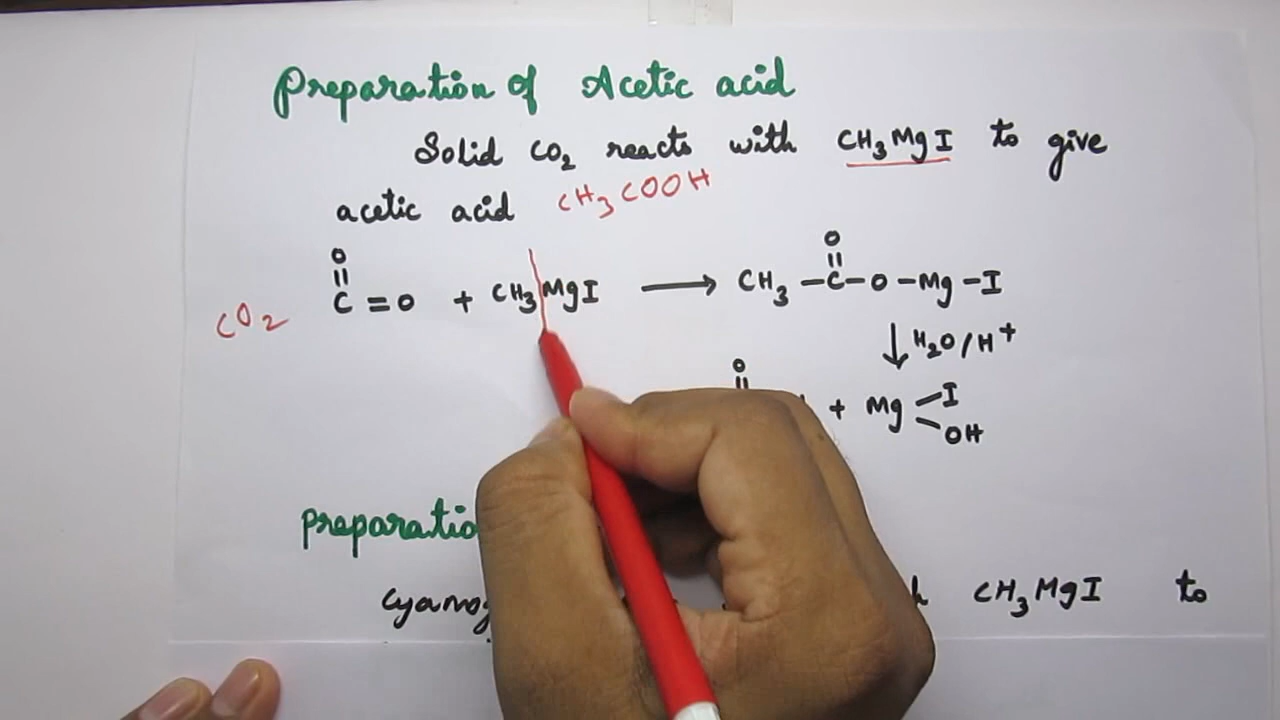 Preparation of Acetic acid
Solid CO2 reacts with CH3MgI to give
acetic acid CH3COOH
O
||
C = O + CH3MgI ⟶ CH3 – C – O – Mg – I
O
||
CO2
↓ H2O/H+
O
||
+ Mg < I
OH
CH3MgI to